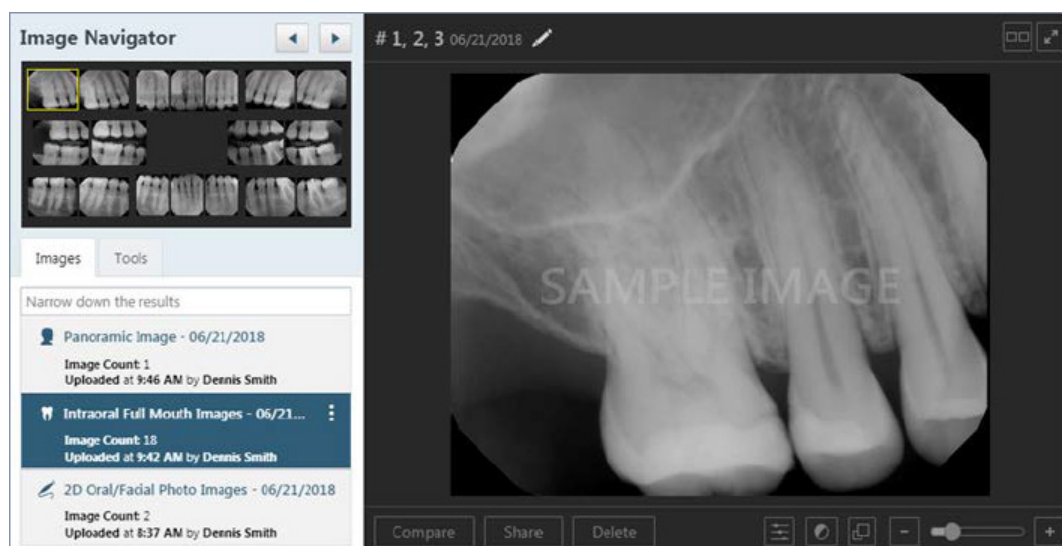 Image Navigator
# 1, 2, 3 06/21/2018
SAMPLE IMAGE
Images
Tools
Narrow down the results
Panoramic Image - 06/21/2018
Image Count: 1
Uploaded at 9:46 AM by Dennis Smith
Intraoral Full Mouth Images - 06/21...
Image Count: 18
Uploaded at 9:42 AM by Dennis Smith
2D Oral/Facial Photo Images - 06/21/2018
Image Count: 2
Uploaded at 8:37 AM by Dennis Smith
Compare
Share
Delete